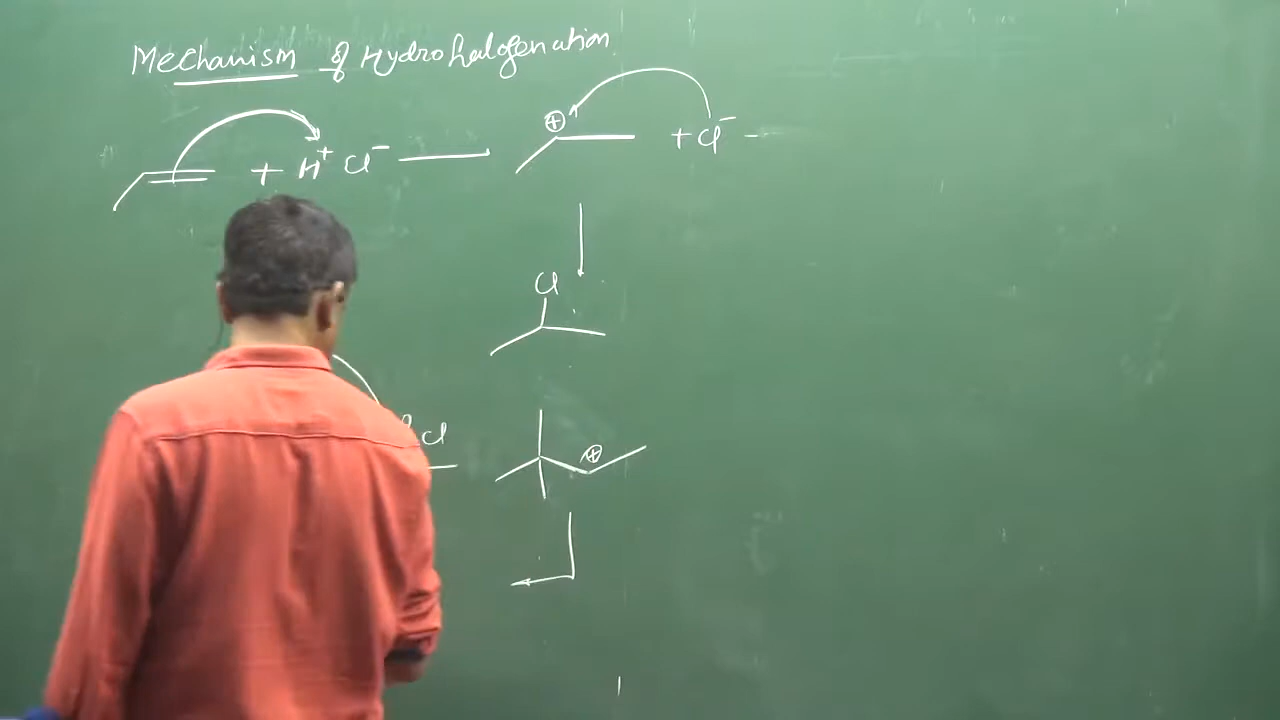 Mechanism of Hydrohalogenation
+ H⁺ Cl⁻ ⊕ + Cl⁻
Cl
Cl
⊕